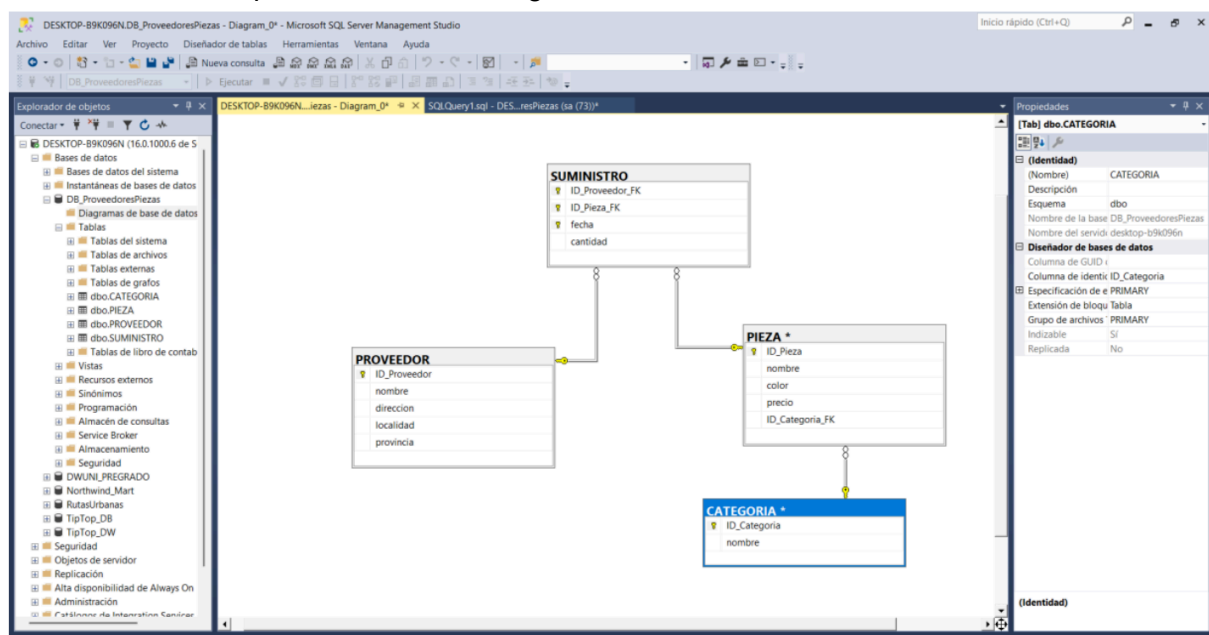 DESKTOP-B9K096N.DB_ProveedoresPiezas - Diagram_0* - Microsoft SQL Server Management Studio
Inicio rápido (Ctrl+Q)
Archivo Editar Ver Proyecto Diseñador de tablas Herramientas Ventana Ayuda
Nueva consulta
DB_ProveedoresPiezas
Ejecutar
Explorador de objetos
Conectar
DESKTOP-B9K096N (16.0.1000.6 de S
Bases de datos
Bases de datos del sistema
Instantáneas de bases de datos
DB_ProveedoresPiezas
Diagramas de base de datos
Tablas
Tablas del sistema
Tablas de archivos
Tablas externas
Tablas de grafos
dbo.CATEGORIA
dbo.PIEZA
dbo.PROVEEDOR
dbo.SUMINISTRO
Tablas de libro de contab
Vistas
Recursos externos
Sinónimos
Programación
Almacén de consultas
Service Broker
Almacenamiento
Seguridad
DWUNI_PREGRADO
Northwind_Mart
RutasUrbanas
TipTop_DB
TipTop_DW
Seguridad
Objetos de servidor
Replicación
Alta disponibilidad de Always On
Administración
Catálogos de Integration Services
DESKTOP-B9K096N....iezas - Diagram_0*
SQLQuery1.sql - DES...resPiezas (sa (73))*
SUMINISTRO
ID_Proveedor_FK
ID_Pieza_FK
fecha
cantidad
PROVEEDOR
ID_Proveedor
nombre
direccion
localidad
provincia
PIEZA *
ID_Pieza
nombre
color
precio
ID_Categoria_FK
CATEGORIA *
ID_Categoria
nombre
Propiedades
[Tab] dbo.CATEGORIA
(Identidad)
(Nombre) CATEGORIA
Descripción
Esquema dbo
Nombre de la base DB_ProveedoresPiezas
Nombre del servid desktop-b9k096n
Diseñador de bases de datos
Columna de GUID
Columna de identic ID_Categoria
Especificación de e PRIMARY
Extensión de bloqu Tabla
Grupo de archivos PRIMARY
Indizable Sí
Replicada No
(Identidad)